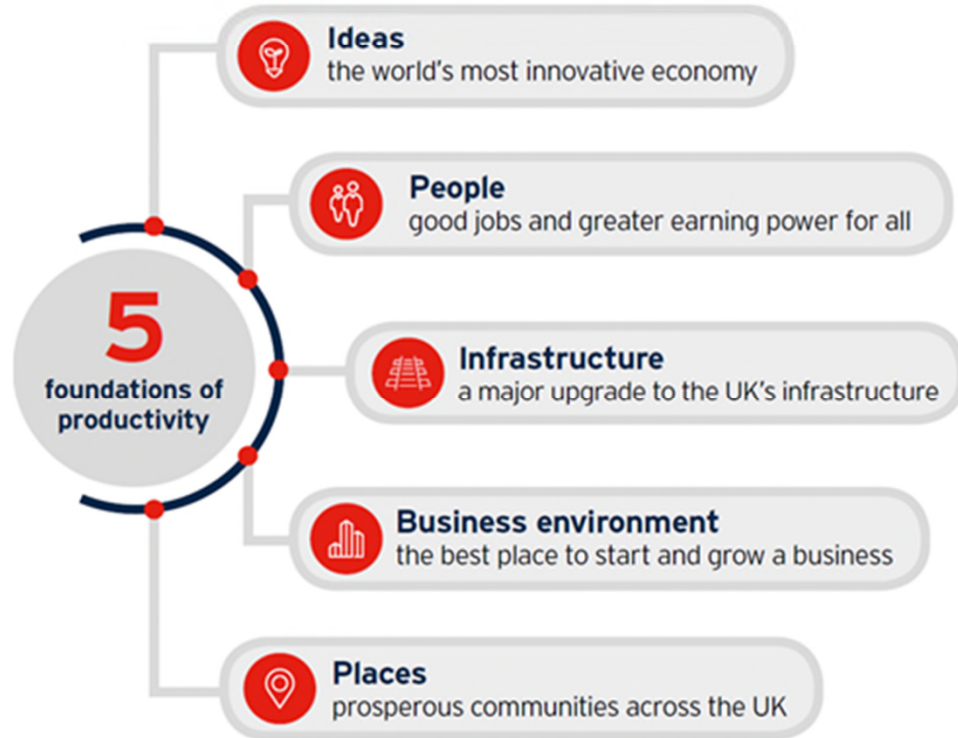 Ideas
the world's most innovative economy
People
good jobs and greater earning power for all
5
foundations of
productivity
Infrastructure
a major upgrade to the UK's infrastructure
Business environment
the best place to start and grow a business
Places
prosperous communities across the UK